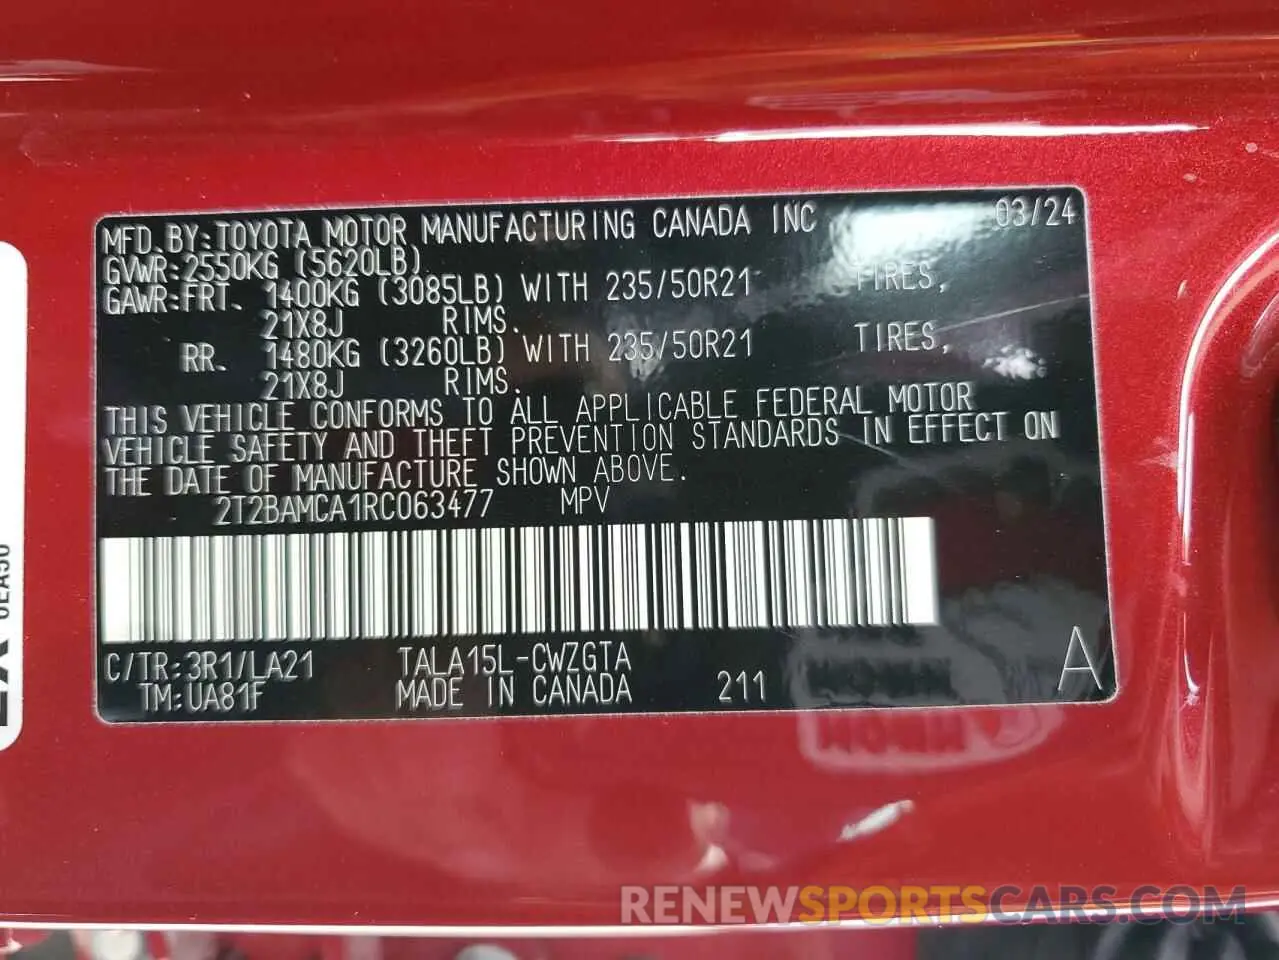 MFD. BY: TOYOTA MOTOR MANUFACTURING CANADA INC 03/24
GVWR: 2550KG (5620LB)
GAWR: FRT. 1400KG (3085LB) WITH 235/50R21 TIRES,
21X8J RIMS.
RR. 1480KG (3260LB) WITH 235/50R21 TIRES,
21X8J RIMS.
THIS VEHICLE CONFORMS TO ALL APPLICABLE FEDERAL MOTOR
VEHICLE SAFETY AND THEFT PREVENTION STANDARDS IN EFFECT ON
THE DATE OF MANUFACTURE SHOWN ABOVE.
2T2BAMCA1RC063477 MPV
C/TR: 3R1/LA21 TALA15L-CWZGTA
TM: UA81F MADE IN CANADA 211 A
RENEWSPORTSCARS.COM